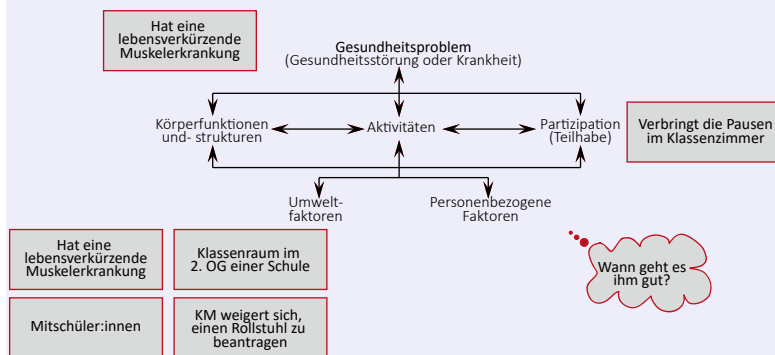 Hat eine
lebensverkürzende
Muskelerkrankung
Gesundheitsproblem
(Gesundheitsstörung oder Krankheit)
Körperfunktionen
und- strukturen
Aktivitäten
Partizipation
(Teilhabe)
Verbringt die Pausen
im Klassenzimmer
Umwelt-
faktoren
Personenbezogene
Faktoren
Hat eine
lebensverkürzende
Muskelerkrankung
Klassenraum im
2. OG einer Schule
Wann geht es
ihm gut?
Mitschüler:innen
KM weigert sich,
einen Rollstuhl zu
beantragen